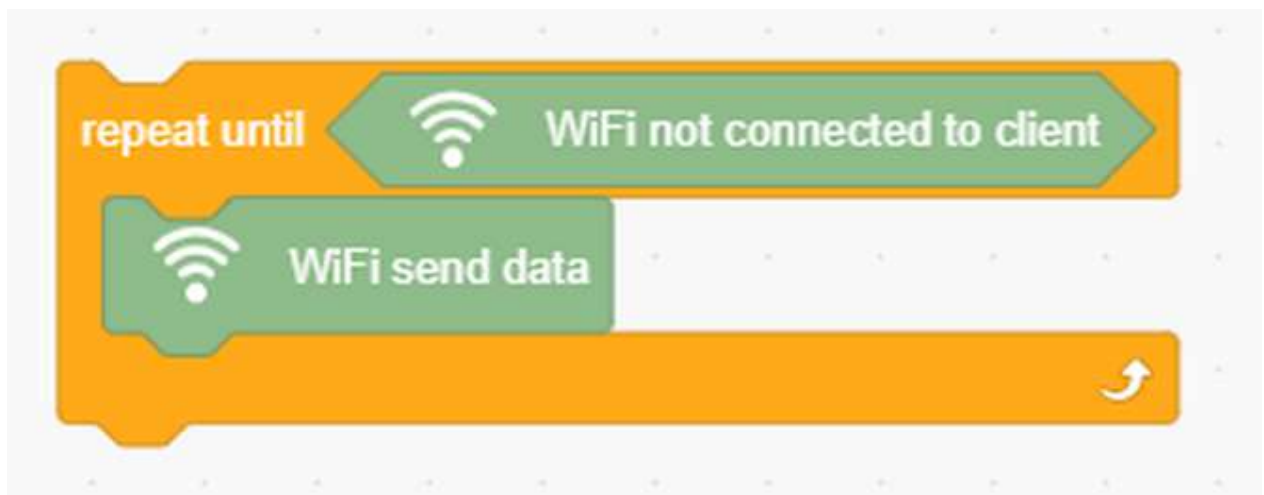 repeat until WiFi not connected to client
WiFi send data